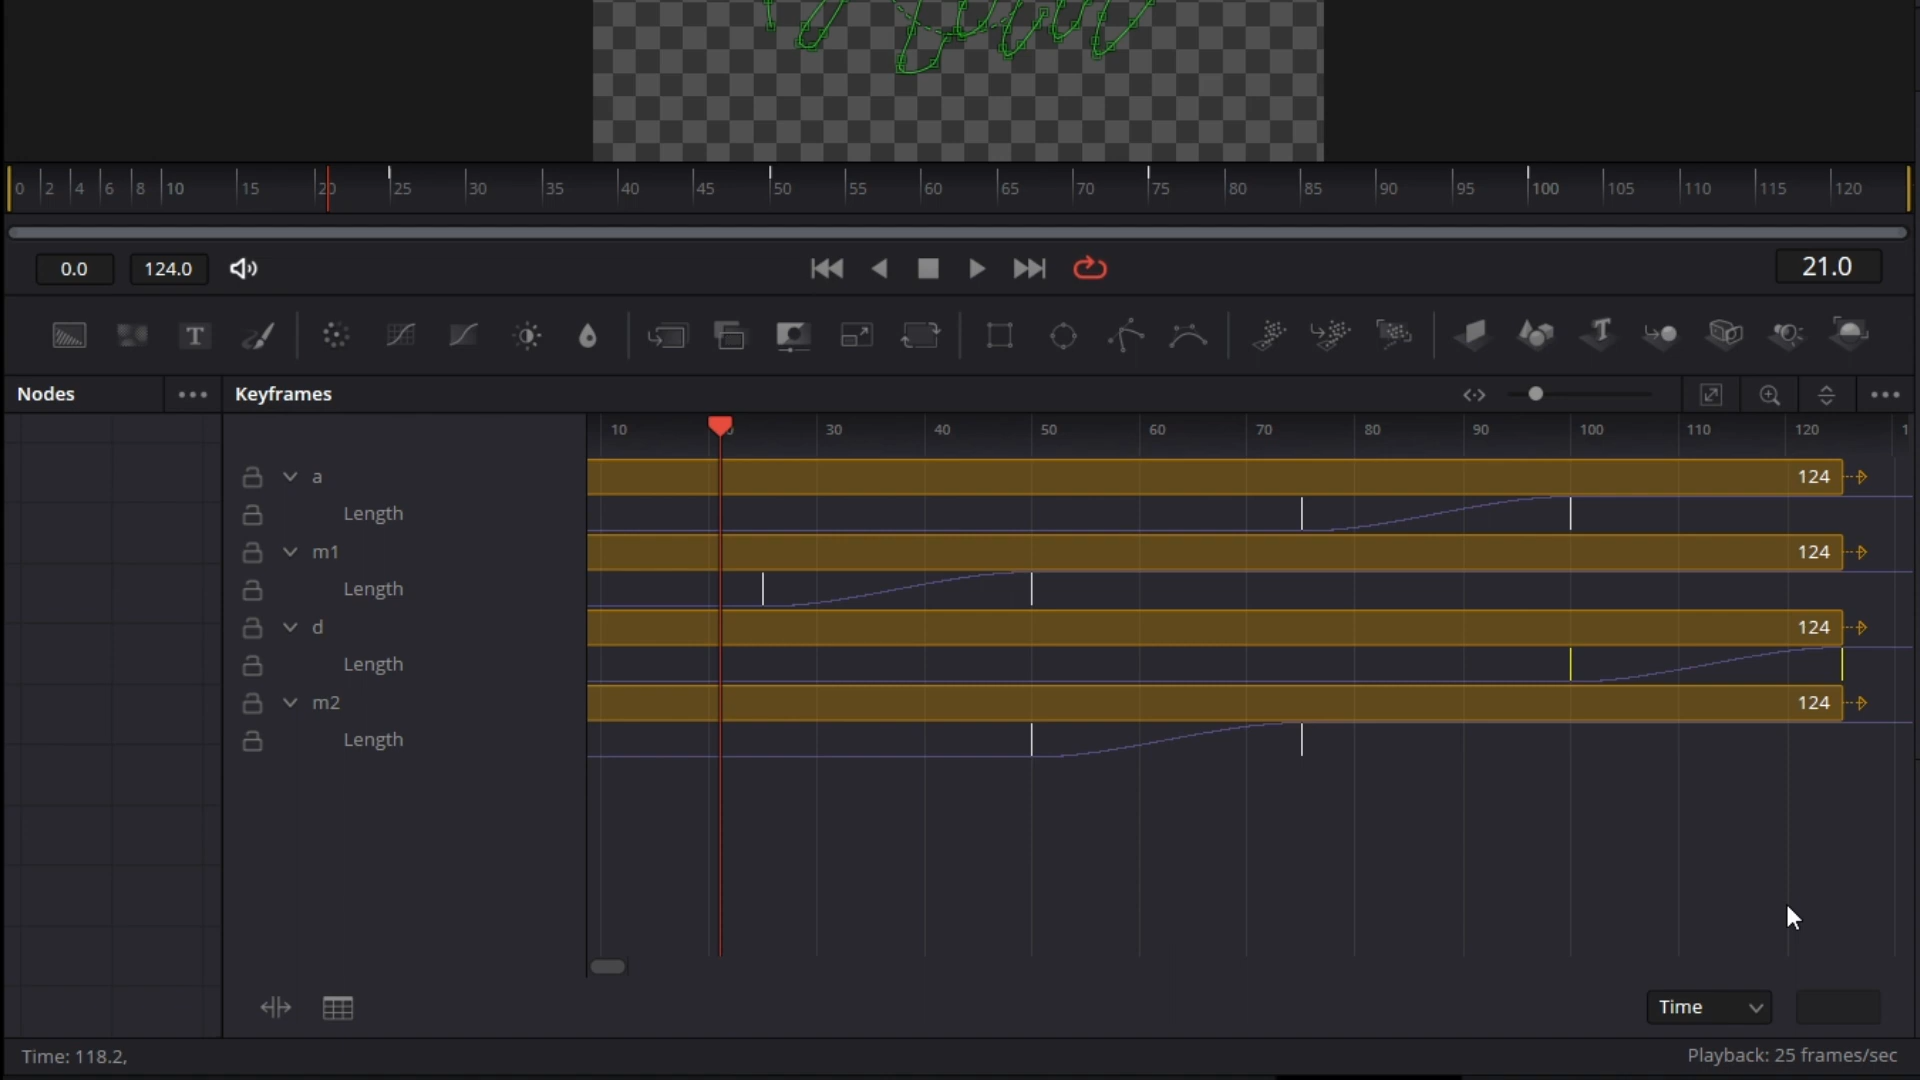 0 2 4 6 8 10 15 20 25 30 35 40 45 50 55 60 65 70 75 80 85 90 95 100 105 110 115 120
0.0 124.0 21.0
T
Nodes Keyframes
10 30 40 50 60 70 80 90 100 110 120
a 124
Length
m1 124
Length
d 124
Length
m2 124
Length
Time
Time: 118.2, Playback: 25 frames/sec